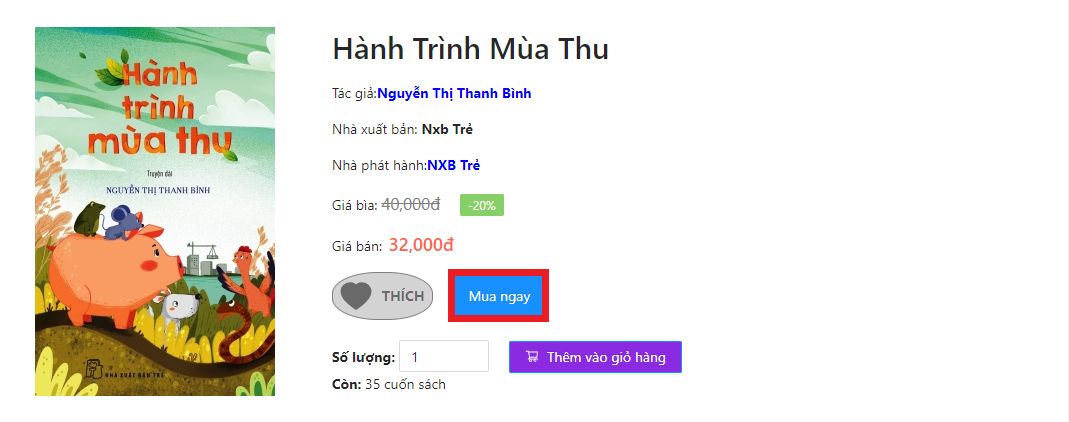 Hành
trình
mùa thu
Truyện dài
NGUYỄN THỊ THANH BÌNH
NHÀ XUẤT BẢN TRẺ
Hành Trình Mùa Thu
Tác giả:Nguyễn Thị Thanh Bình
Nhà xuất bản: Nxb Trẻ
Nhà phát hành:NXB Trẻ
Giá bìa: 40,000đ -20%
Giá bán: 32,000đ
THÍCH Mua ngay
Số lượng: 1 Thêm vào giỏ hàng
Còn: 35 cuốn sách